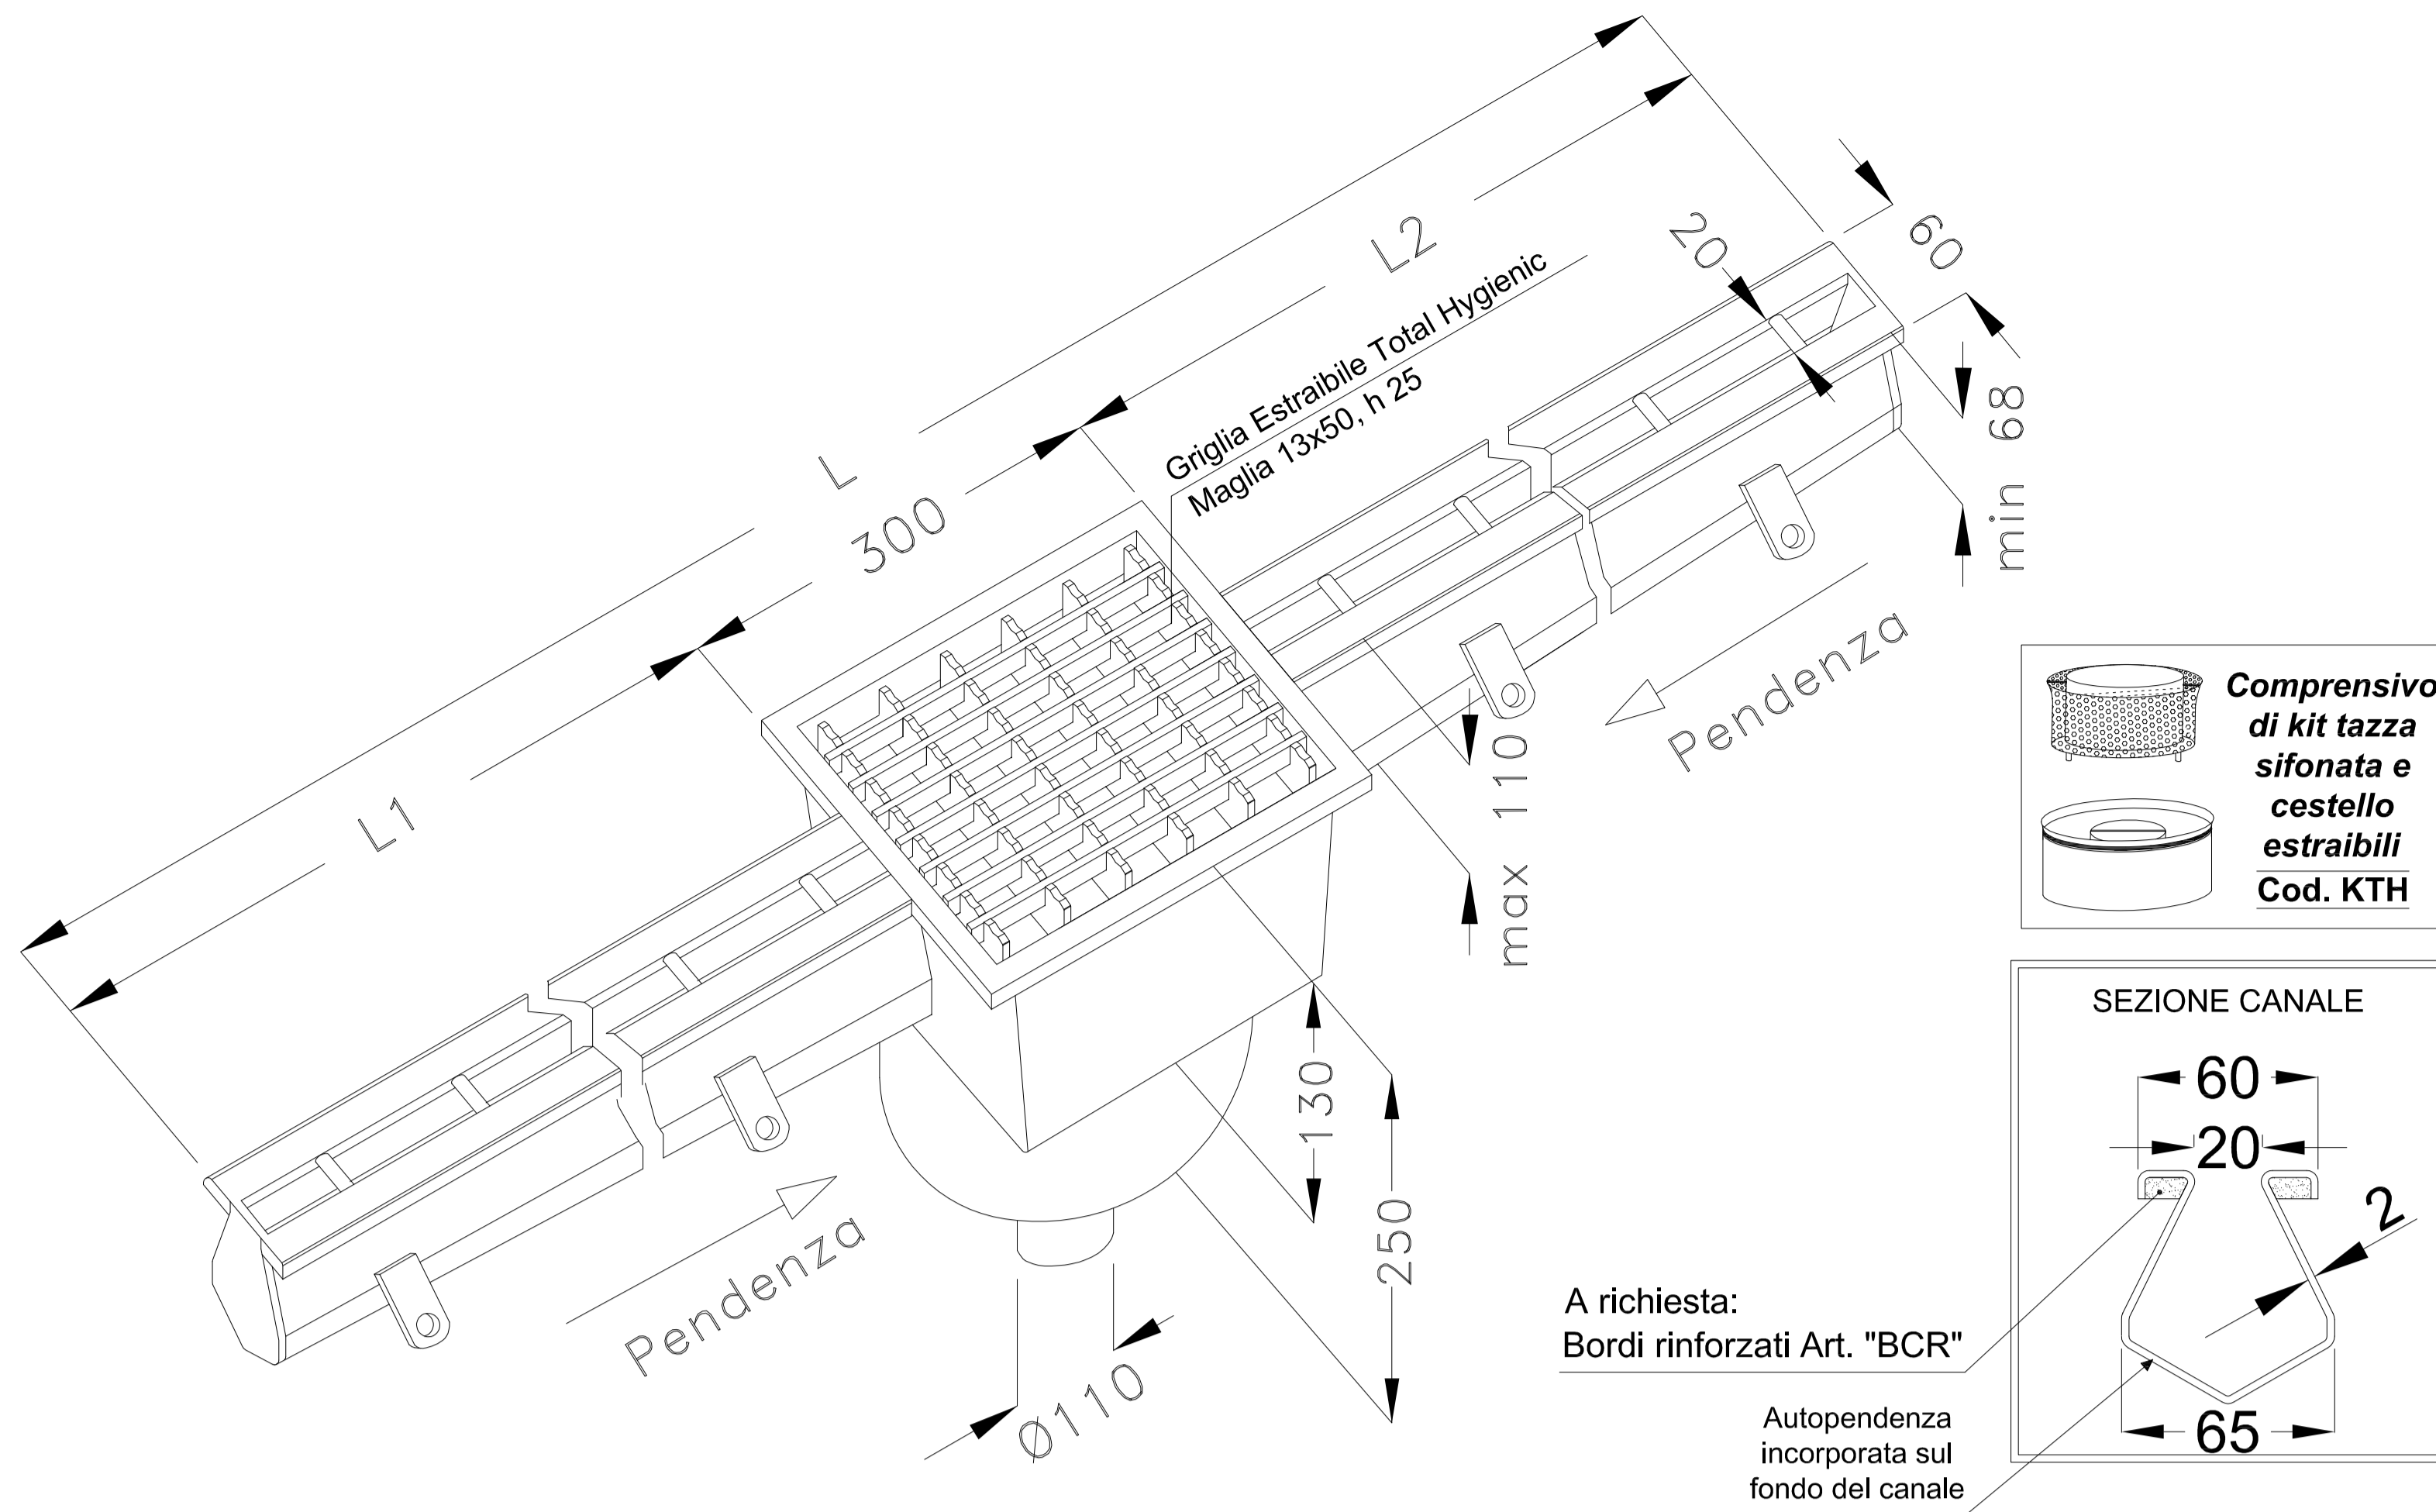 L
L2
20
60
Griglia Estraibile Total Hygienic
Maglia 13x50, h 25
300
min 68
L1
Pendenza
max 110
130
250
Pendenza
Ø110
Comprensivo
di kit tazza
sifonata e
cestello
estraibili
Cod. KTH
SEZIONE CANALE
60
20
2
65
A richiesta:
Bordi rinforzati Art. "BCR"
Autopendenza
incorporata sul
fondo del canale